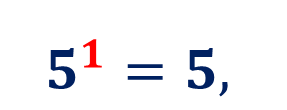 5¹ = 5,